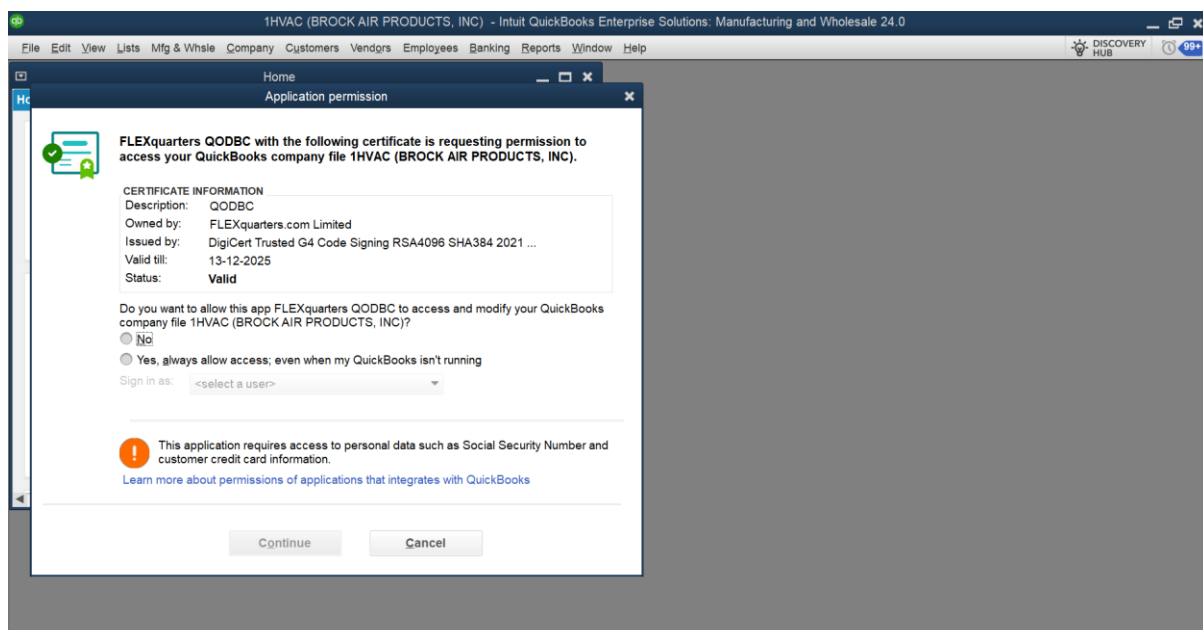 qb
1HVAC (BROCK AIR PRODUCTS, INC) - Intuit QuickBooks Enterprise Solutions: Manufacturing and Wholesale 24.0
File Edit View Lists Mfg & Whsle Company Customers Vendors Employees Banking Reports Window Help
DISCOVERY
HUB
99+
Home
Application permission
FLEXquarters QODBC with the following certificate is requesting permission to
access your QuickBooks company file 1HVAC (BROCK AIR PRODUCTS, INC).
CERTIFICATE INFORMATION
Description: QODBC
Owned by: FLEXquarters.com Limited
Issued by: DigiCert Trusted G4 Code Signing RSA4096 SHA384 2021 ...
Valid till: 13-12-2025
Status: Valid
Do you want to allow this app FLEXquarters QODBC to access and modify your QuickBooks
company file 1HVAC (BROCK AIR PRODUCTS, INC)?
No
Yes, always allow access; even when my QuickBooks isn't running
Sign in as: <select a user>
This application requires access to personal data such as Social Security Number and
customer credit card information.
Learn more about permissions of applications that integrates with QuickBooks
Continue Cancel